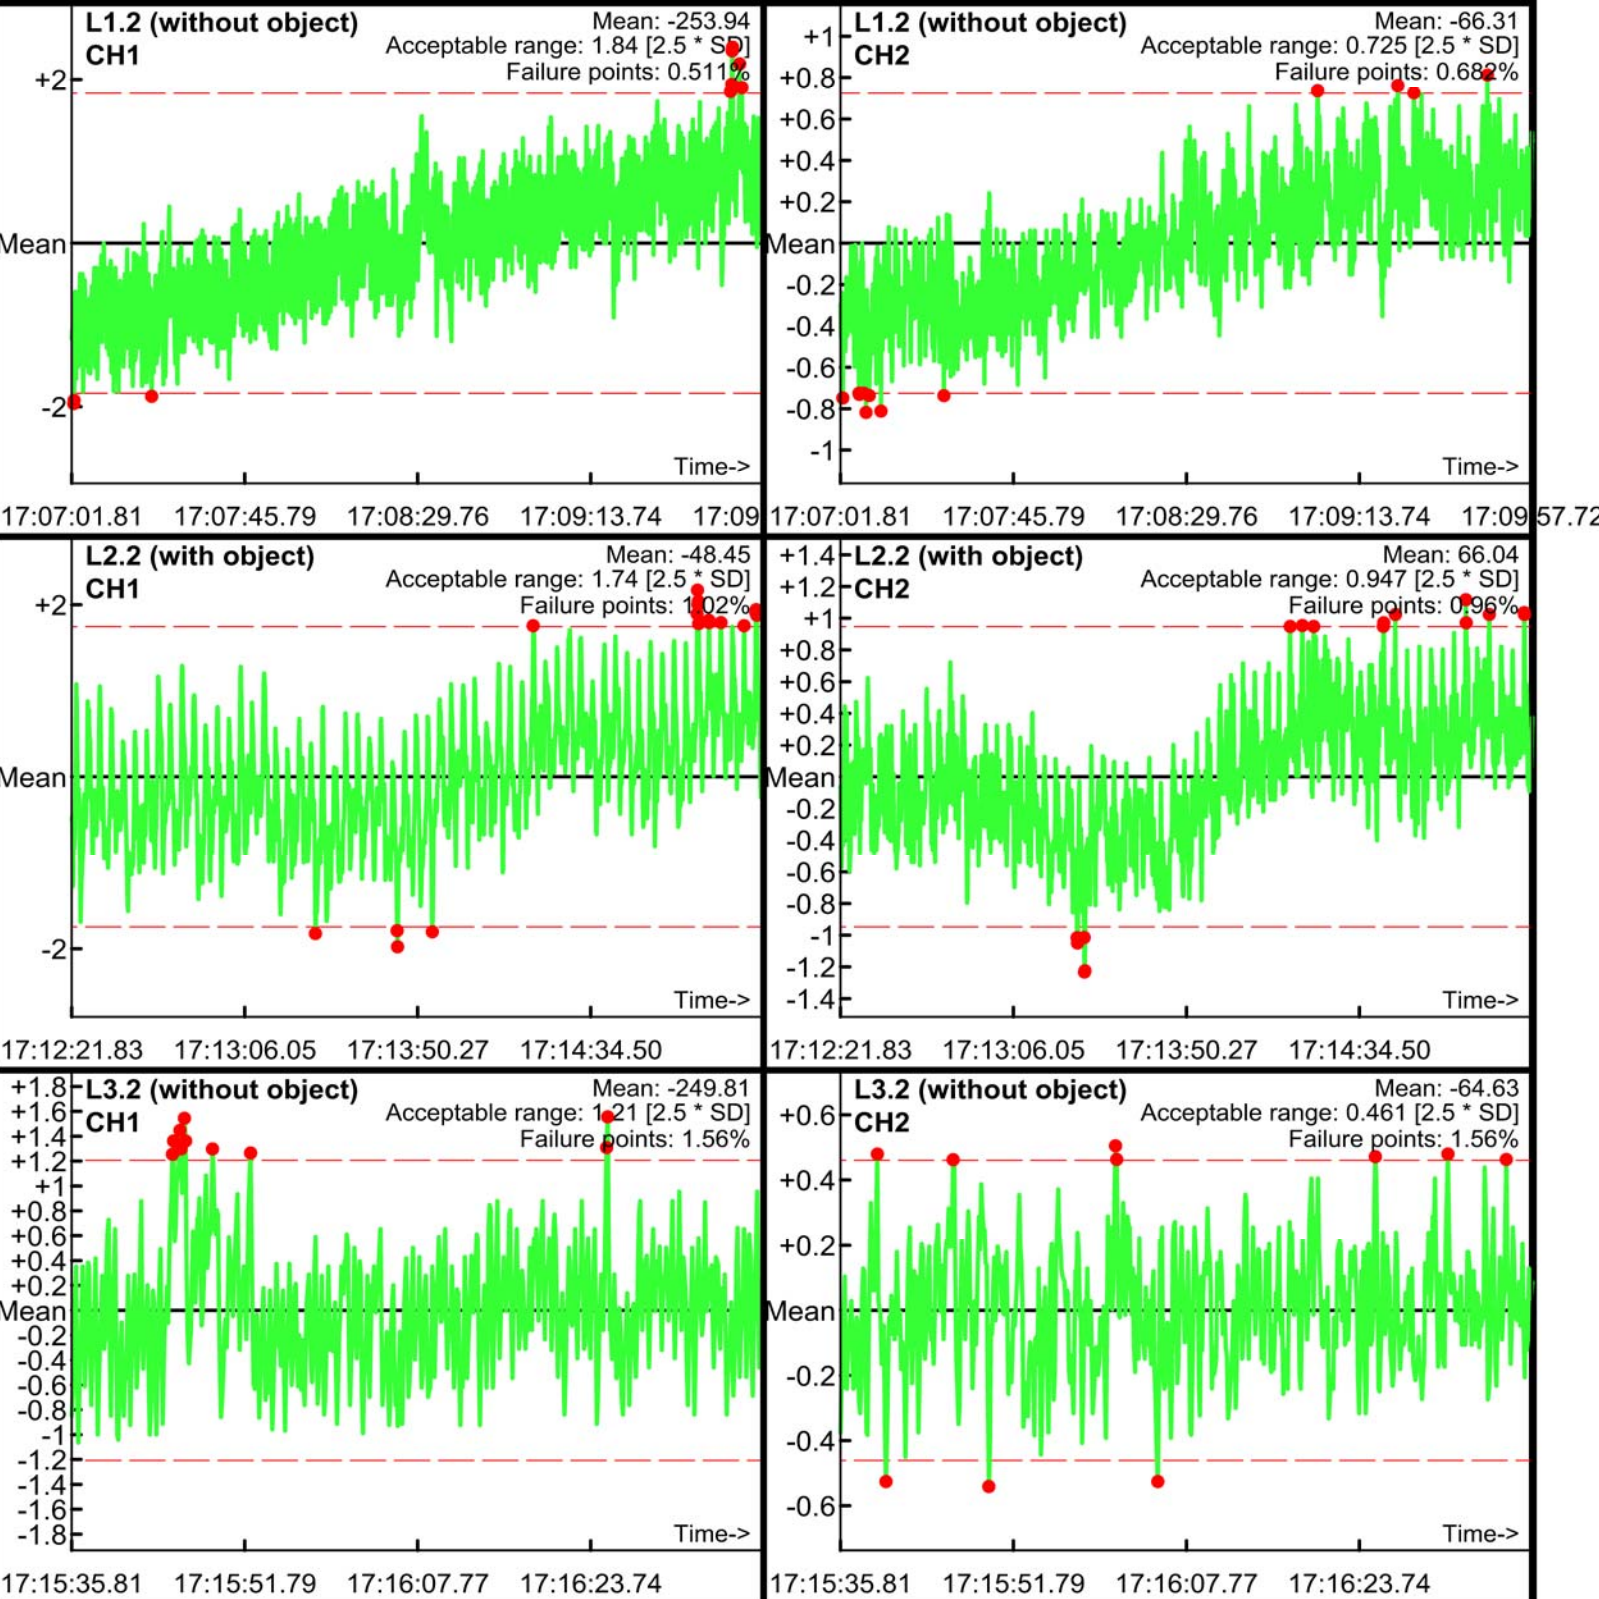 L1.2 (without object)
CH1
Mean: -253.94
Acceptable range: 1.84 [2.5 * SD]
Failure points: 0.511%
+2
Mean
-2
Time->
17:07:01.81 17:07:45.79 17:08:29.76 17:09:13.74 17:09
L1.2 (without object)
CH2
Mean: -66.31
Acceptable range: 0.725 [2.5 * SD]
Failure points: 0.682%
+1
+0.8
+0.6
+0.4
+0.2
Mean
-0.2
-0.4
-0.6
-0.8
-1
Time->
17:07:01.81 17:07:45.79 17:08:29.76 17:09:13.74 17:09:57.72
L2.2 (with object)
CH1
Mean: -48.45
Acceptable range: 1.74 [2.5 * SD]
Failure points: 1.02%
+2
Mean
-2
Time->
17:12:21.83 17:13:06.05 17:13:50.27 17:14:34.50
L2.2 (with object)
CH2
Mean: 66.04
Acceptable range: 0.947 [2.5 * SD]
Failure points: 0.96%
+1.4
+1.2
+1
+0.8
+0.6
+0.4
+0.2
Mean
-0.2
-0.4
-0.6
-0.8
-1
-1.2
-1.4
Time->
17:12:21.83 17:13:06.05 17:13:50.27 17:14:34.50
L3.2 (without object)
CH1
Mean: -249.81
Acceptable range: 1.21 [2.5 * SD]
Failure points: 1.56%
+1.8
+1.6
+1.4
+1.2
+1
+0.8
+0.6
+0.4
+0.2
Mean
-0.2
-0.4
-0.6
-0.8
-1
-1.2
-1.4
-1.6
-1.8
Time->
17:15:35.81 17:15:51.79 17:16:07.77 17:16:23.74
L3.2 (without object)
CH2
Mean: -64.63
Acceptable range: 0.461 [2.5 * SD]
Failure points: 1.56%
+0.6
+0.4
+0.2
Mean
-0.2
-0.4
-0.6
Time->
17:15:35.81 17:15:51.79 17:16:07.77 17:16:23.74